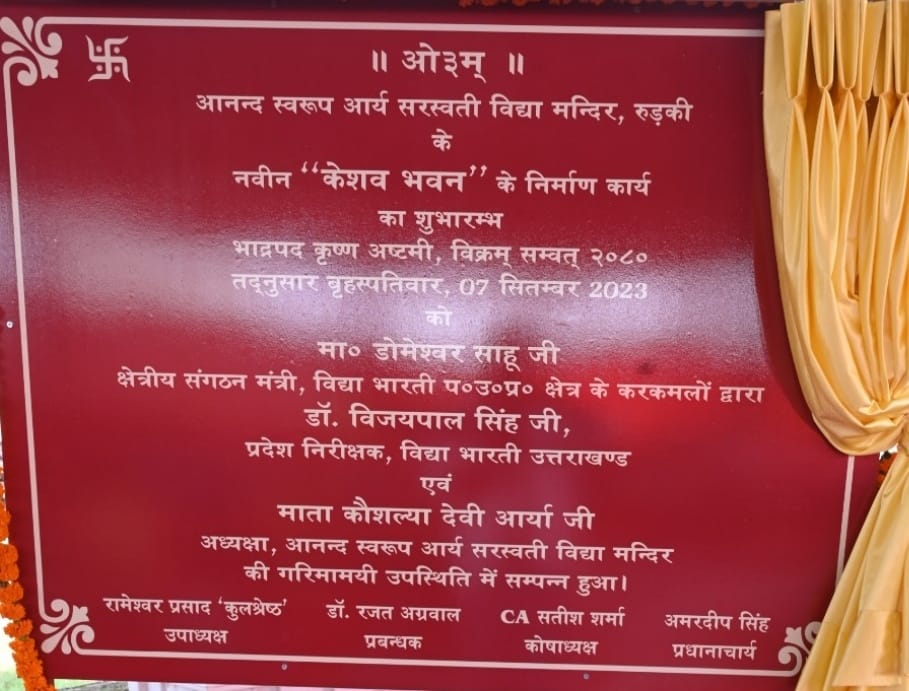 ॥ ओ३म् ॥
आनन्द स्वरूप आर्य सरस्वती विद्या मन्दिर, रुड़की
के
नवीन “केशव भवन” के निर्माण कार्य
का शुभारम्भ
भाद्रपद कृष्ण अष्टमी, विक्रम् सम्वत् २०८०
तद्नुसार बृहस्पतिवार, 07 सितम्बर 2023
को
मा० डोमेश्वर साहू जी
क्षेत्रीय संगठन मंत्री, विद्या भारती प०उ०प्र० क्षेत्र के करकमलों द्वारा
डॉ. विजयपाल सिंह जी,
प्रदेश निरीक्षक, विद्या भारती उत्तराखण्ड
एवं
माता कौशल्या देवी आर्या जी
अध्यक्षा, आनन्द स्वरूप आर्य सरस्वती विद्या मन्दिर
की गरिमामयी उपस्थिति में सम्पन्न हुआ।
रामेश्वर प्रसाद ‘कुलश्रेष्ठ’ डॉ. रजत अग्रवाल CA सतीश शर्मा अमरदीप सिंह
उपाध्यक्ष प्रबन्धक कोषाध्यक्ष प्रधानाचार्य